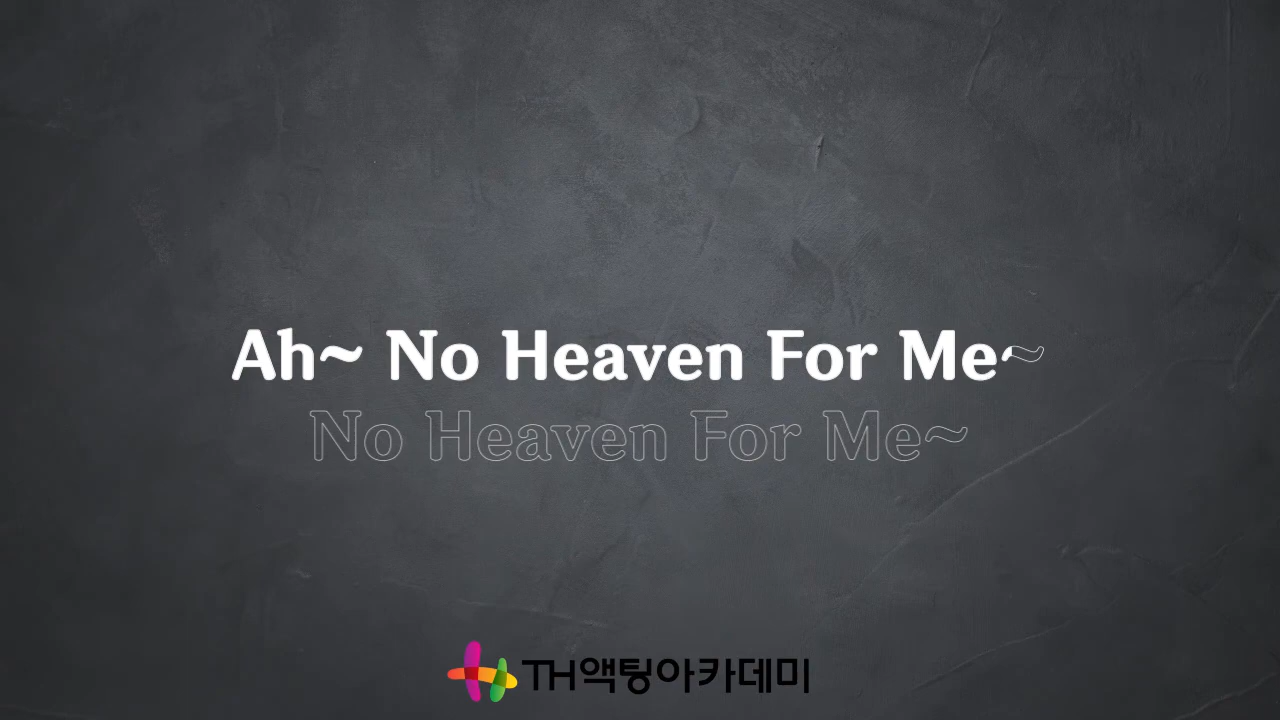 Ah~ No Heaven For Me~
No Heaven For Me~
TH액팅아카데미